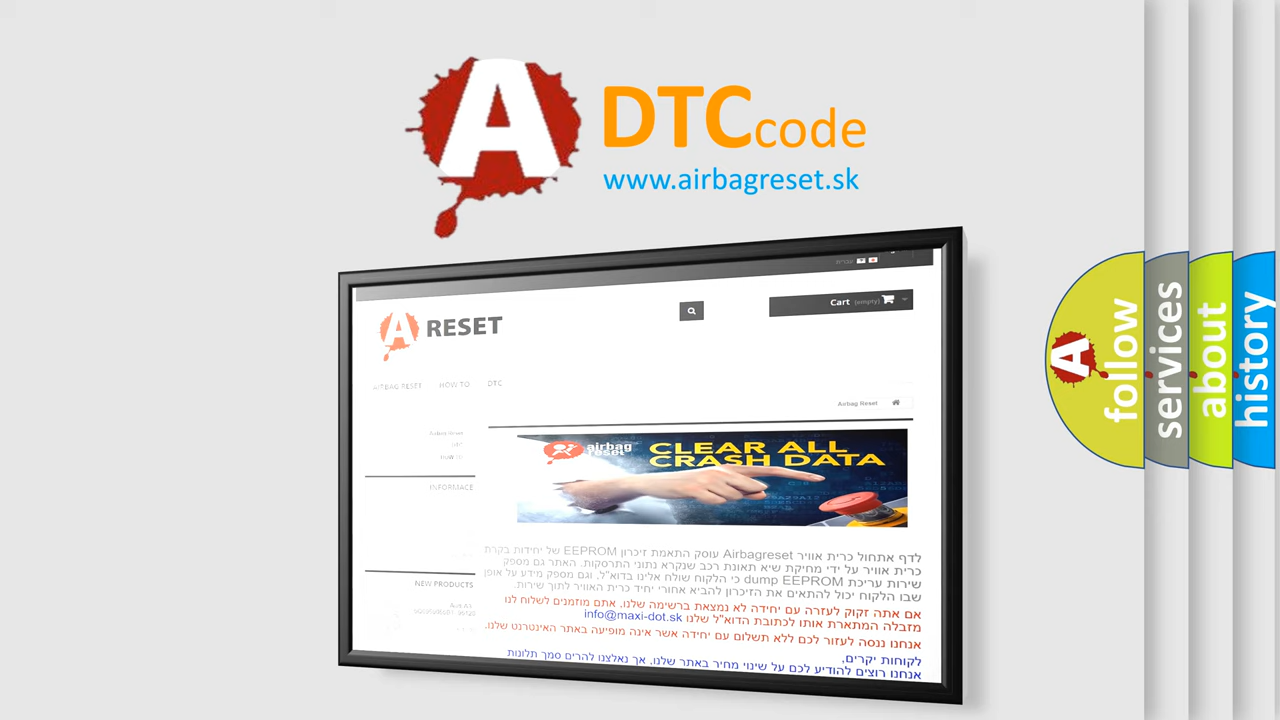 A DTC code
www.airbagreset.sk
עברית
Cart (empty)
A RESET
AIRBAG RESET HOW TO DTC
Airbag Reset
Airbag Reset
HOW TO
airbag reset
CLEAR ALL
CRASH DATA
INFORMACE
לדף אתחול כרית אוויר Airbagreset עוסק התאמת זיכרון EEPROM של יחידות בקרת
כרית אוויר על ידי מחיקת שיא תאונת רכב שנקרא נתוני התרסקות. האתר גם מספק
שירות עריכת dump EEPROM כי הלקוח שולח אלינו בדוא"ל, וגם מספק מידע על אופן
שבו הלקוח יכול להתאים את הזיכרון להביא אחורי יחיד כרית האוויר לתוך שירות.
NEW PRODUCTS
אם אתה זקוק לעזרה עם יחידה לא נמצאת ברשימה שלנו, אתם מוזמנים לשלוח לנו
מזבלה המתארת אותו לכתובת הדוא"ל שלנו info@maxi-dot.sk
אנחנו ננסה לעזור לכם ללא תשלום עם יחידה אשר אינה מופיעה באתר האינטרנט שלנו.
לקוחות יקרים,
אנחנו רוצים להודיע לכם על שינוי מחיר באתר שלנו, אך נאלצנו להרים סמך תלונות
A follow
services
about
history